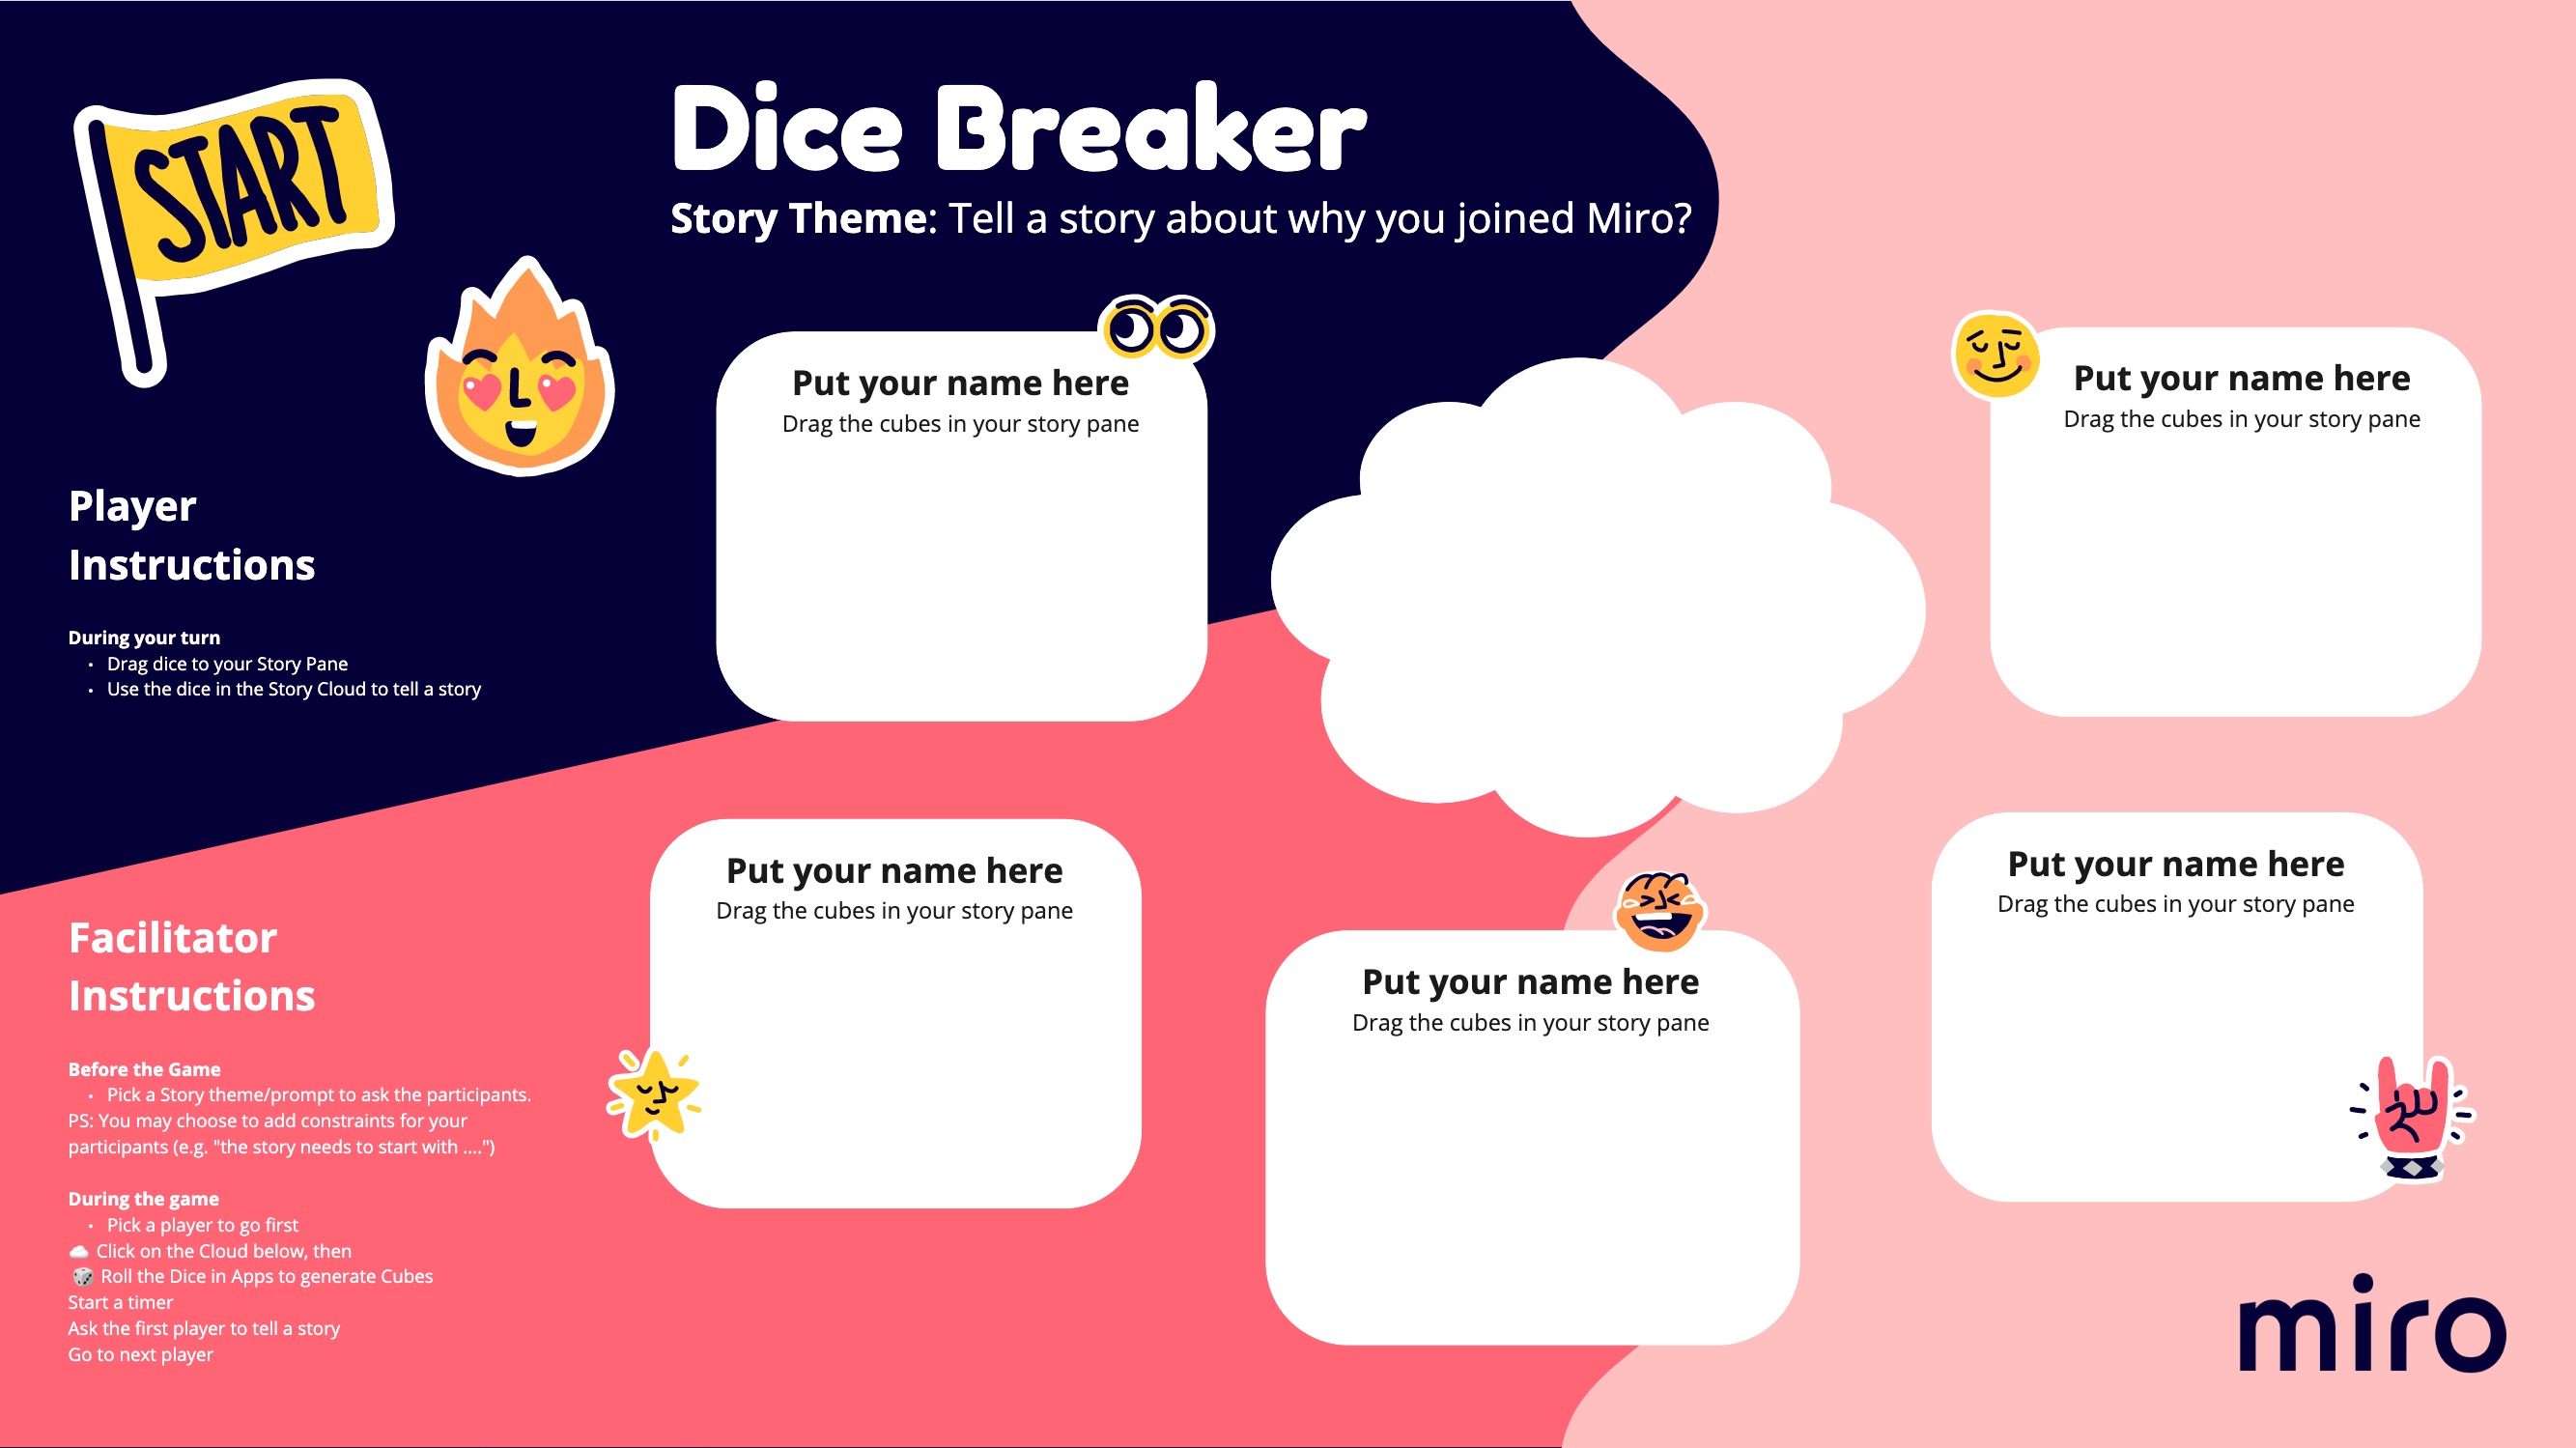 START
Dice Breaker
Story Theme: Tell a story about why you joined Miro?
Player
Instructions
During your turn
• Drag dice to your Story Pane
• Use the dice in the Story Cloud to tell a story
Put your name here
Drag the cubes in your story pane
Put your name here
Drag the cubes in your story pane
Facilitator
Instructions
Before the Game
• Pick a Story theme/prompt to ask the participants.
PS: You may choose to add constraints for your
participants (e.g. "the story needs to start with ....")
During the game
• Pick a player to go first
☁️ Click on the Cloud below, then
🎲 Roll the Dice in Apps to generate Cubes
Start a timer
Ask the first player to tell a story
Go to next player
Put your name here
Drag the cubes in your story pane
Put your name here
Drag the cubes in your story pane
Put your name here
Drag the cubes in your story pane
miro